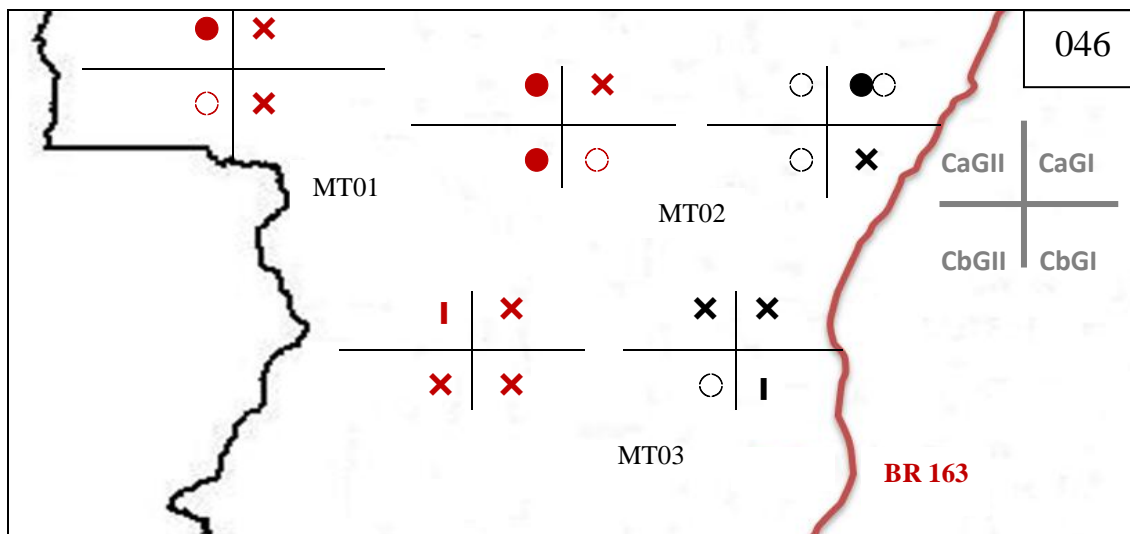 046
CaGII CaGI
MT01
MT02
CbGII CbGI
I
I
MT03
BR 163